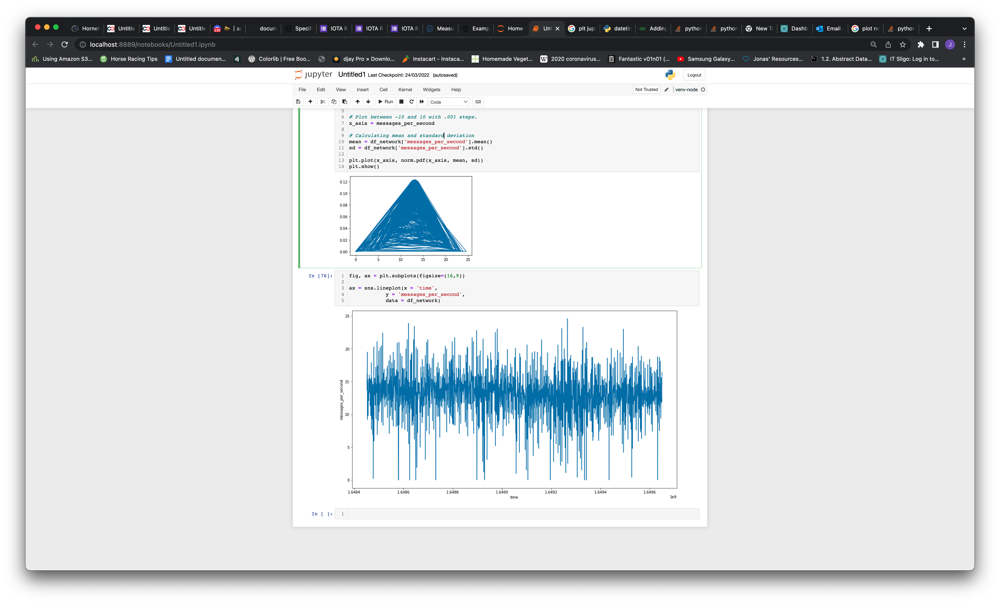 Hornet Untitle Untitle Untitle 230 | ar docum Specifi IOTA R IOTA R IOTA R Measu Examp Home Unt plt jupy datetin Adding python python New Ta Dashb Email - plot no python
localhost:8889/notebooks/Untitled1.ipynb J
Using Amazon S3... Horse Racing Tips Untitled documen... dj Colorlib | Free Boo... djay Pro » Downlo... Instacart - Instaca... Homemade Veget... 2020 coronavirus... Fantastic v01n01 (... Samsung Galaxy... Jonas' Resources... 1.2. Abstract Data... IT Sligo: Log in to... »
jupyter Untitled1 Last Checkpoint: 24/03/2022 (autosaved) Logout
File Edit View Insert Cell Kernel Widgets Help Not Trusted venv-node
Run Code
5
6 # Plot between -10 and 10 with .001 steps.
7 x_axis = messages_per_second
8
9 # Calculating mean and standard deviation
10 mean = df_network['messages_per_second'].mean()
11 sd = df_network['messages_per_second'].std()
12
13 plt.plot(x_axis, norm.pdf(x_axis, mean, sd))
14 plt.show()
0.12
0.10
0.08
0.06
0.04
0.02
0.00
0 5 10 15 20 25
In [76]: 1 fig, ax = plt.subplots(figsize=(16,9))
2
3 ax = sns.lineplot(x = 'time',
4 y = 'messages_per_second',
5 data = df_network)
25
20
15
10
5
0
messages_per_second
1.6484 1.6486 1.6488 1.6490 1.6492 1.6494 1.6496
time
1e9
In [ ]: 1